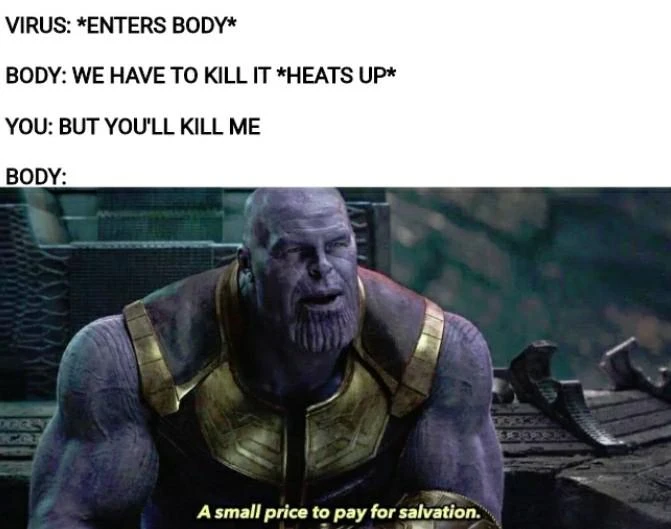 VIRUS: *ENTERS BODY*
BODY: WE HAVE TO KILL IT *HEATS UP*
YOU: BUT YOU'LL KILL ME
BODY:
A small price to pay for salvation.